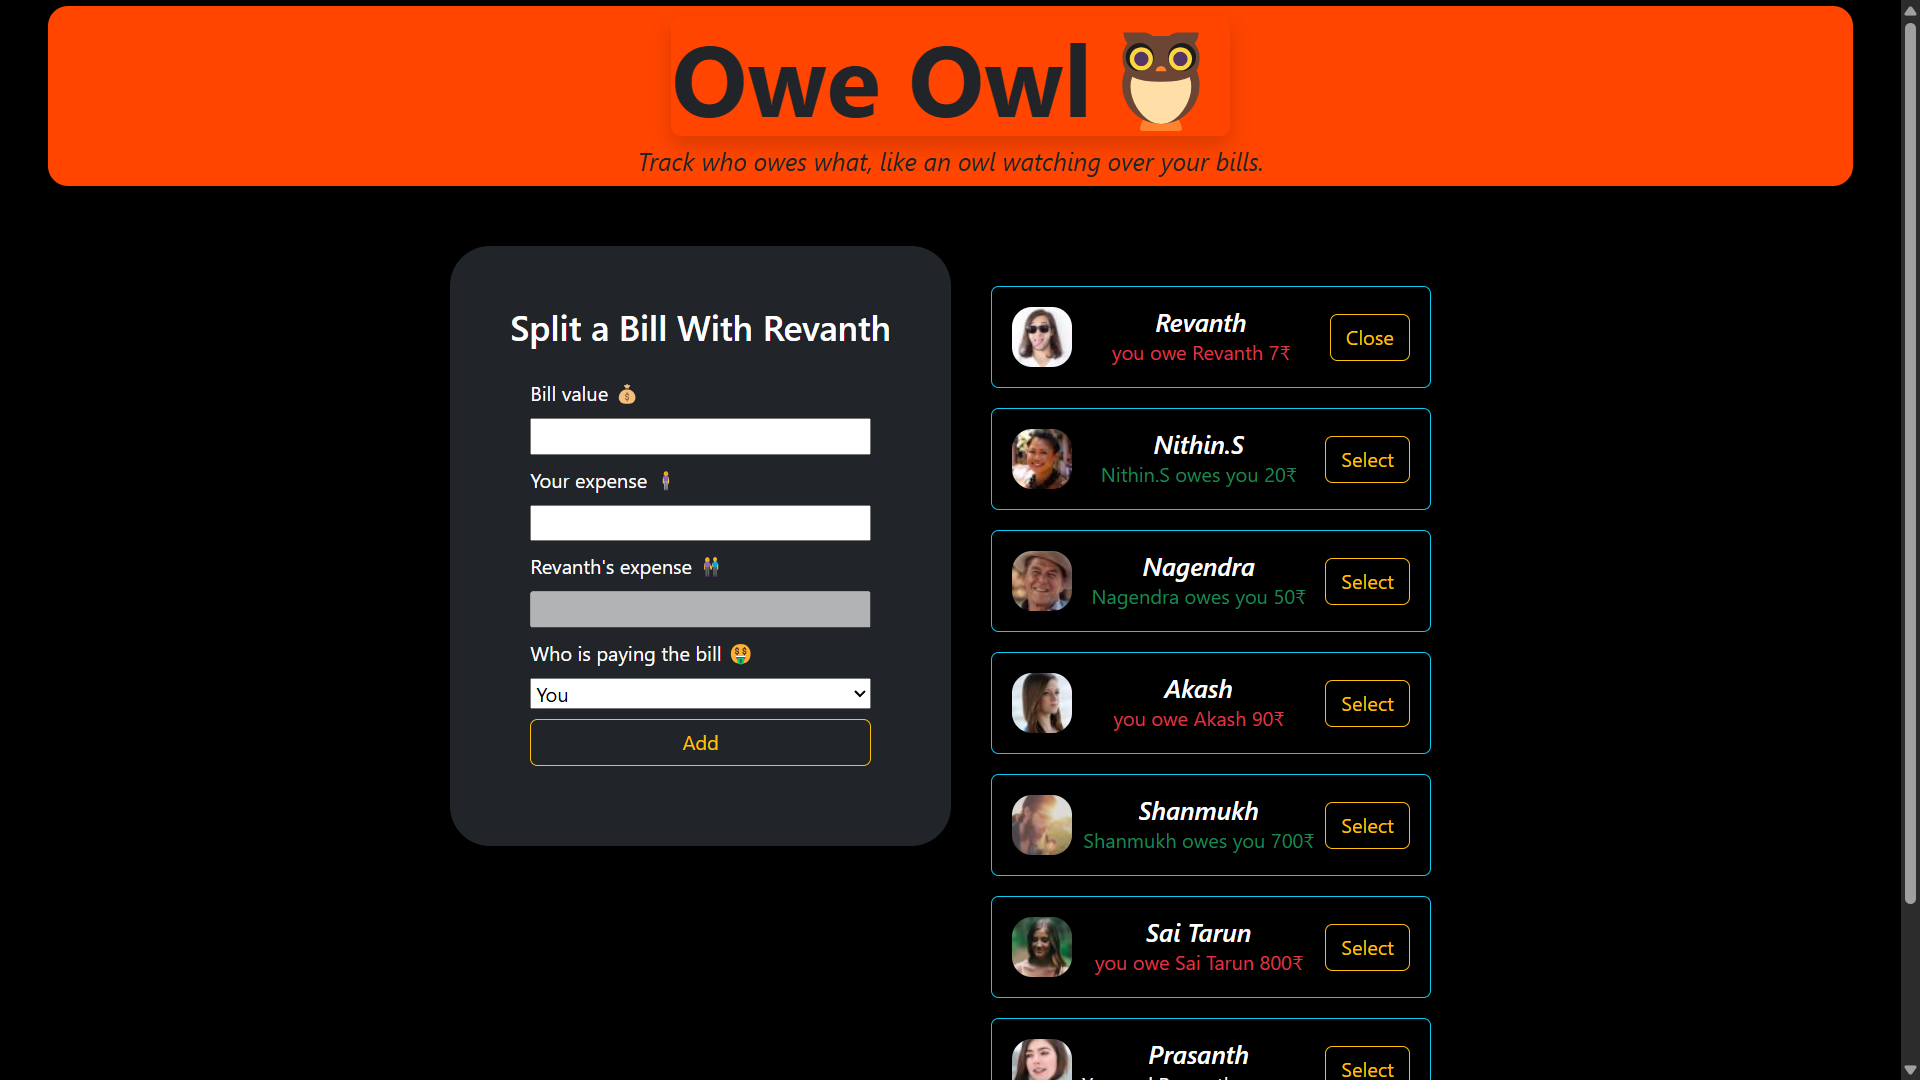 Owe Owl
Track who owes what, like an owl watching over your bills.
Split a Bill With Revanth
Bill value
Your expense
Revanth's expense
Who is paying the bill
You
Add
Revanth
you owe Revanth 7₹
Close
Nithin.S
Nithin.S owes you 20₹
Select
Nagendra
Nagendra owes you 50₹
Select
Akash
you owe Akash 90₹
Select
Shanmukh
Shanmukh owes you 700₹
Select
Sai Tarun
you owe Sai Tarun 800₹
Select
Prasanth
Select